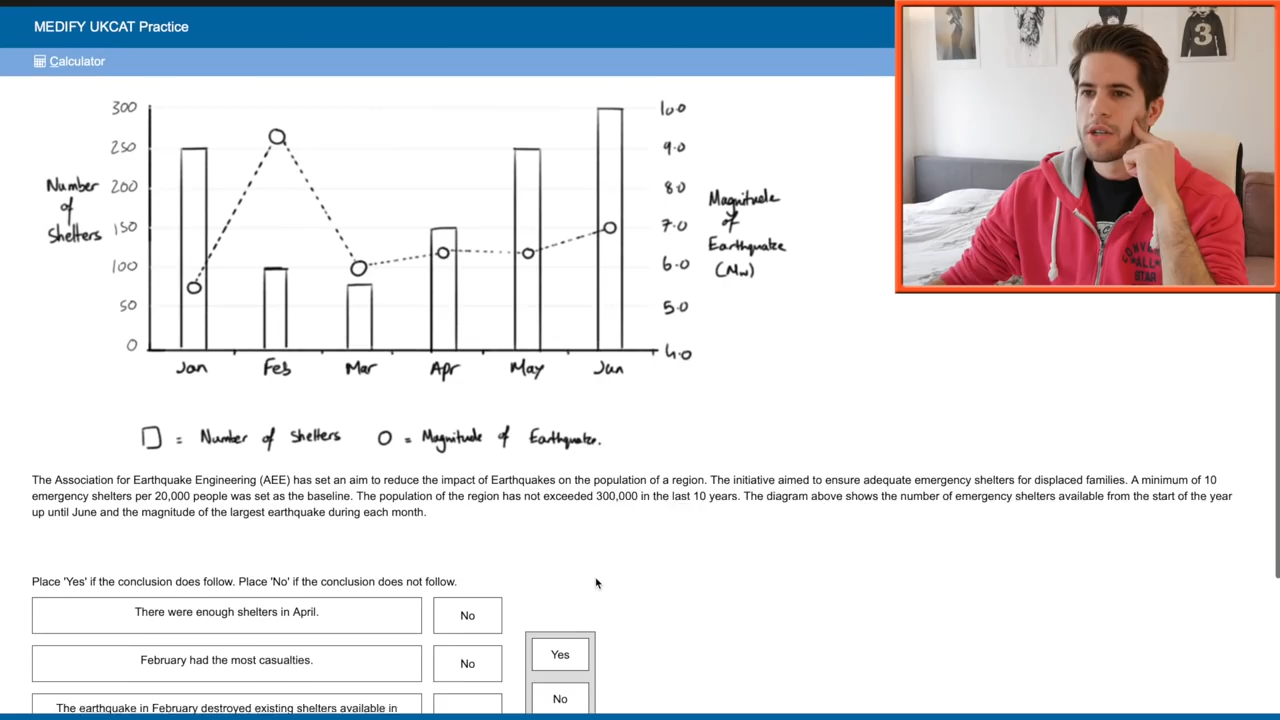 MEDIFY UKCAT Practice
Calculator
300
250
200
150
100
50
0
Number
of
Shelters
10.0
9.0
8.0
7.0
6.0
5.0
4.0
Magnitude
of
Earthquake
(Mw)
Jan
Feb
Mar
Apr
May
Jun
= Number of Shelters = Magnitude of Earthquake.
The Association for Earthquake Engineering (AEE) has set an aim to reduce the impact of Earthquakes on the population of a region. The initiative aimed to ensure adequate emergency shelters for displaced families. A minimum of 10
emergency shelters per 20,000 people was set as the baseline. The population of the region has not exceeded 300,000 in the last 10 years. The diagram above shows the number of emergency shelters available from the start of the year
up until June and the magnitude of the largest earthquake during each month.
Place 'Yes' if the conclusion does follow. Place 'No' if the conclusion does not follow.
There were enough shelters in April.
No
February had the most casualties.
No
Yes
No
The earthquake in February destroyed existing shelters available in
3
CONVERSE
ALL
STAR